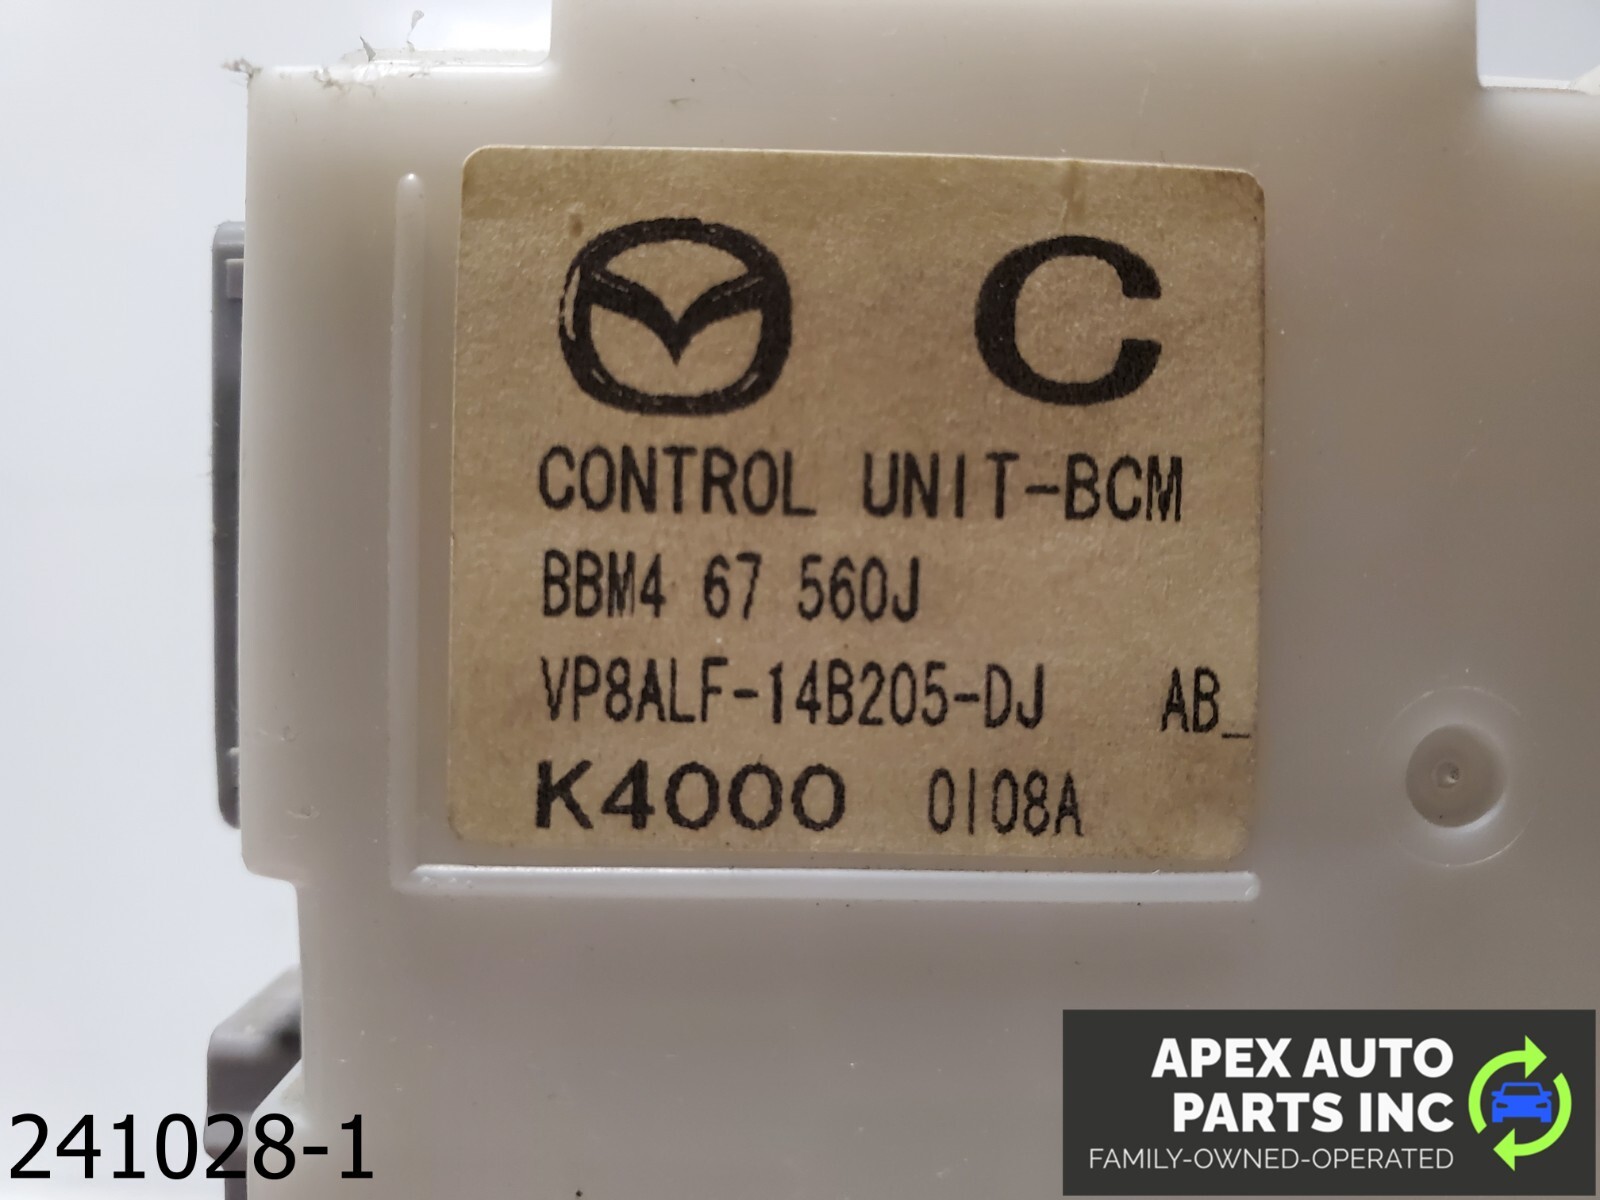 C
CONTROL UNIT-BCM
BBM4 67 560J
VP8ALF-14B205-DJ AB_
K4000 0108A
APEX AUTO
PARTS INC
FAMILY-OWNED-OPERATED
241028-1